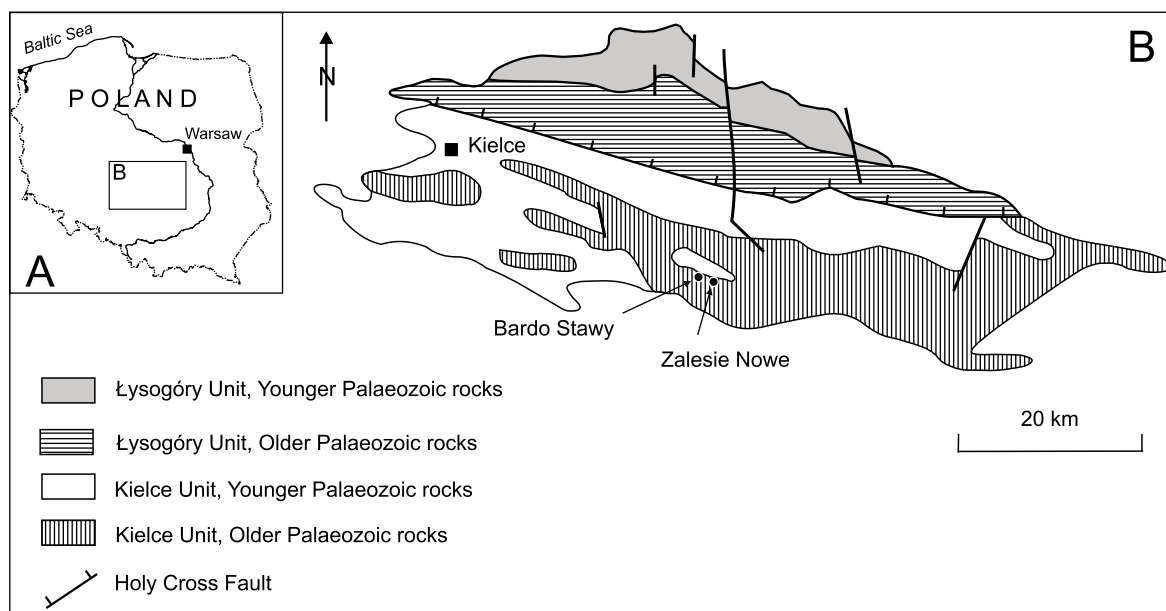 Baltic Sea
POLAND
Warsaw
B
A
N
B
Kielce
Bardo Stawy
Zalesie Nowe
20 km
Łysogóry Unit, Younger Palaeozoic rocks
Łysogóry Unit, Older Palaeozoic rocks
Kielce Unit, Younger Palaeozoic rocks
Kielce Unit, Older Palaeozoic rocks
Holy Cross Fault